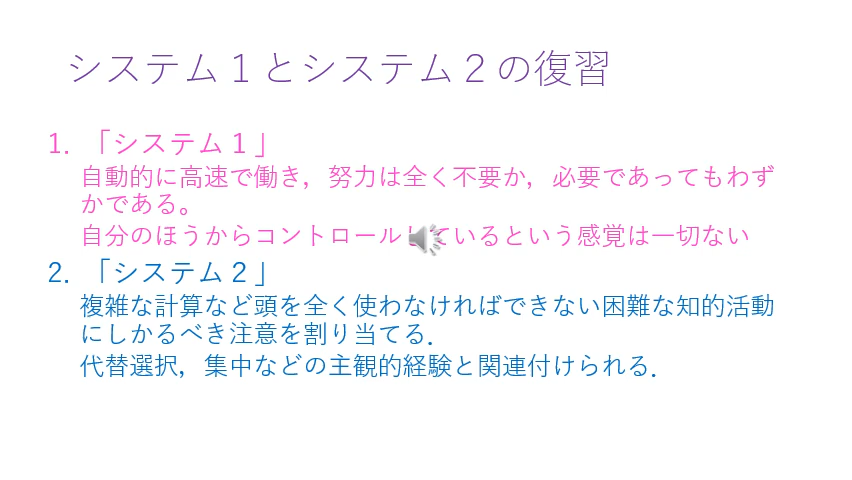 システム1とシステム2の復習
1. 「システム1」
自動的に高速で働き，努力は全く不要か，必要であってもわず
かである。
自分のほうからコントロールしているという感覚は一切ない
2. 「システム2」
複雑な計算など頭を全く使わなければできない困難な知的活動
にしかるべき注意を割り当てる．
代替選択，集中などの主観的経験と関連付けられる．